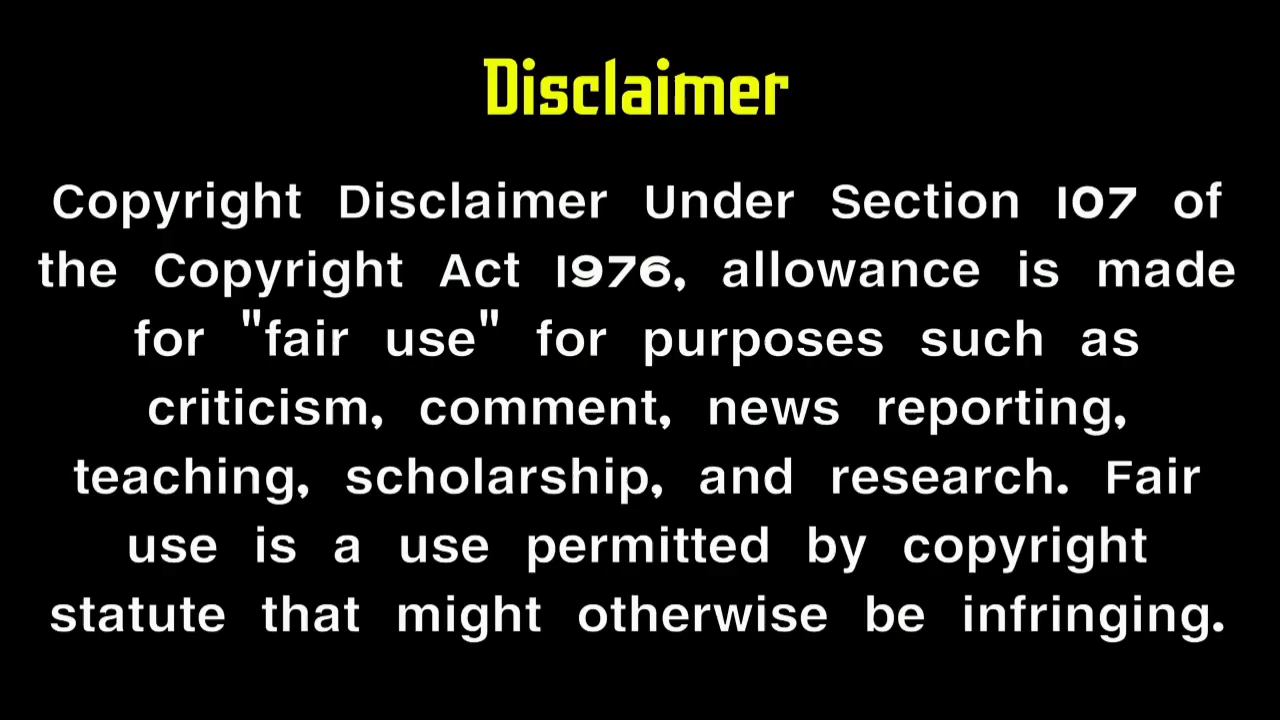 Disclaimer
Copyright Disclaimer Under Section 107 of
the Copyright Act 1976, allowance is made
for "fair use" for purposes such as
criticism, comment, news reporting,
teaching, scholarship, and research. Fair
use is a use permitted by copyright
statute that might otherwise be infringing.